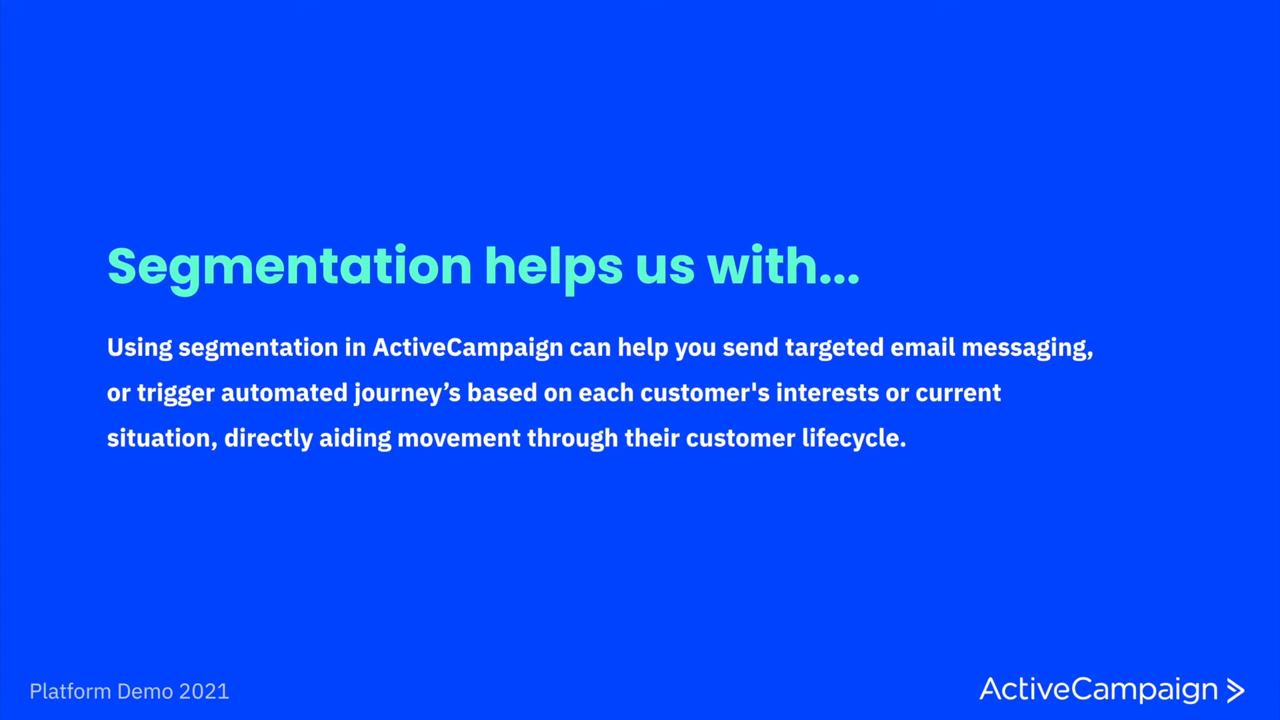 Segmentation helps us with...
Using segmentation in ActiveCampaign can help you send targeted email messaging,
or trigger automated journey’s based on each customer's interests or current
situation, directly aiding movement through their customer lifecycle.
Platform Demo 2021
ActiveCampaign